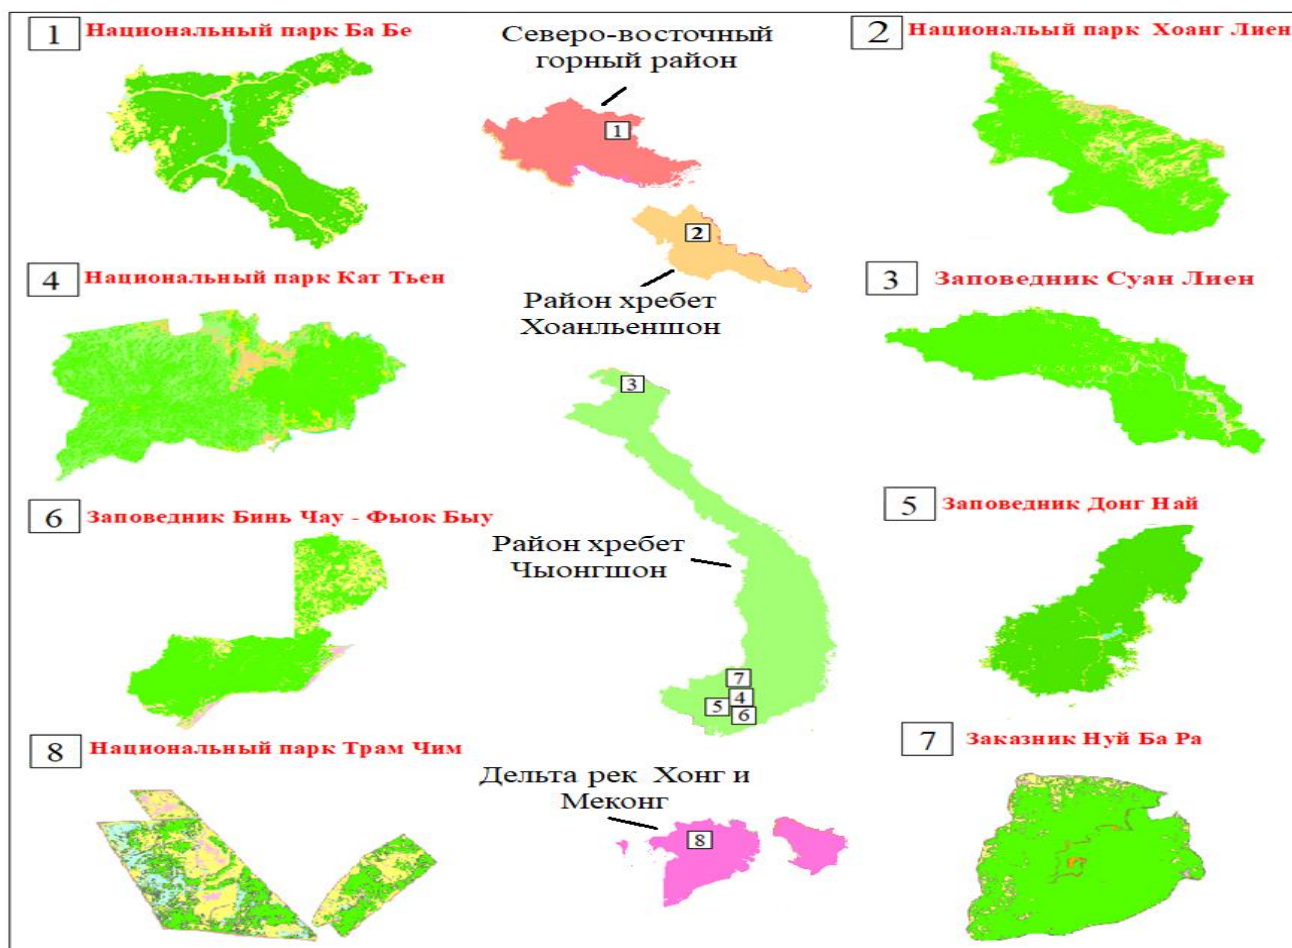 1 Национальный парк Ба Бе
Северо-восточный
горный район
2 Националый парк Хоанг Лиен
1
2
4 Национальный парк Кат Тьен
Район хребет
Хоанльеншон
3 Заповедник Суан Лиен
3
6 Заповедник Бинь Чау - Фыок Быу
Район хребет
Чыонгшон
5 Заповедник Донг Най
7
4
5
6
8 Национальный парк Трам Чим
7 Заказник Нуй Ба Ра
Дельта рек Хонг и
Меконг
8